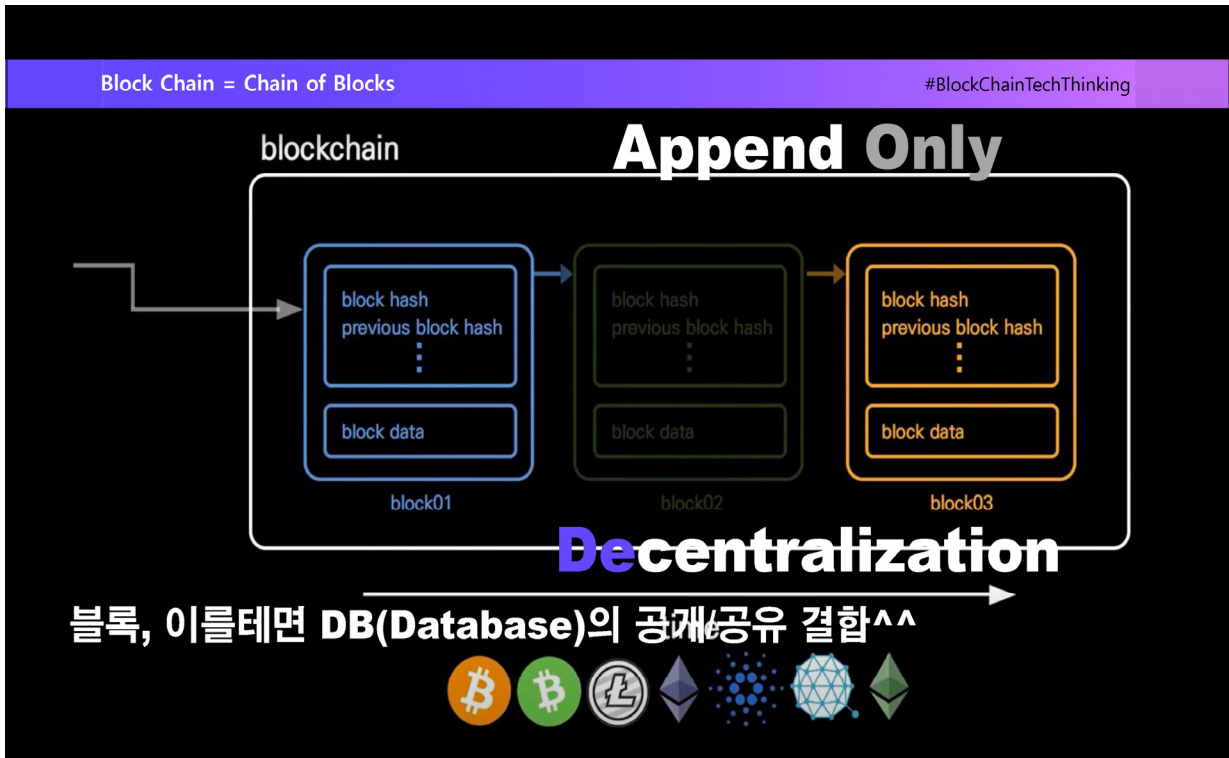 Block Chain = Chain of Blocks
#BlockChainTechThinking
blockchain
Append Only
block hash
previous block hash
block data
block01
block hash
previous block hash
block data
block02
block hash
previous block hash
block data
block03
Decentralization
time
블록, 이를테면 DB(Database)의 공개/공유 결합^^